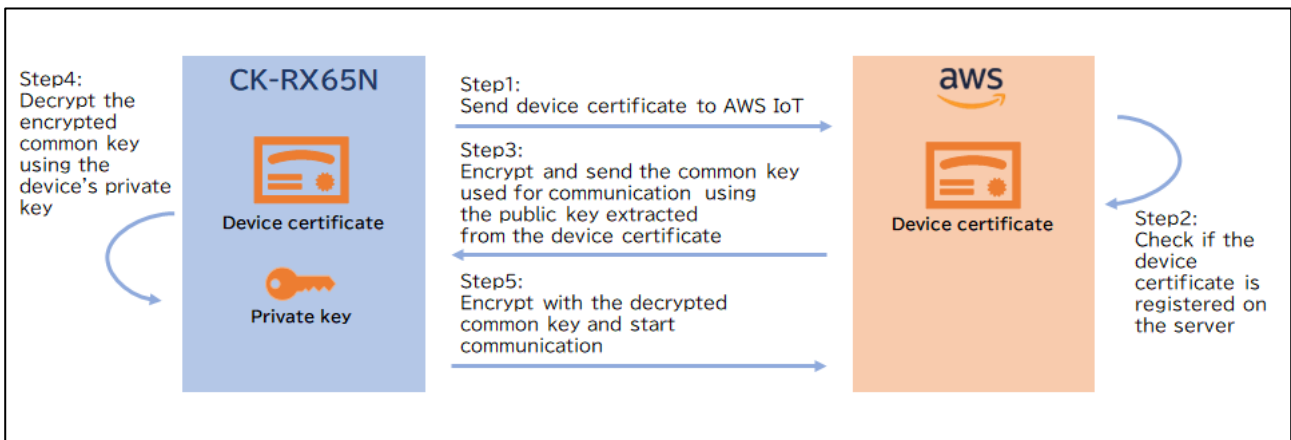 Step4:
Decrypt the
encrypted
common key
using the
device's private
key
CK-RX65N
Device certificate
Private key
Step1:
Send device certificate to AWS IoT
Step3:
Encrypt and send the common key
used for communication using
the public key extracted
from the device certificate
Step5:
Encrypt with the decrypted
common key and start
communication
aws
Device certificate
Step2:
Check if the
device
certificate is
registered on
the server